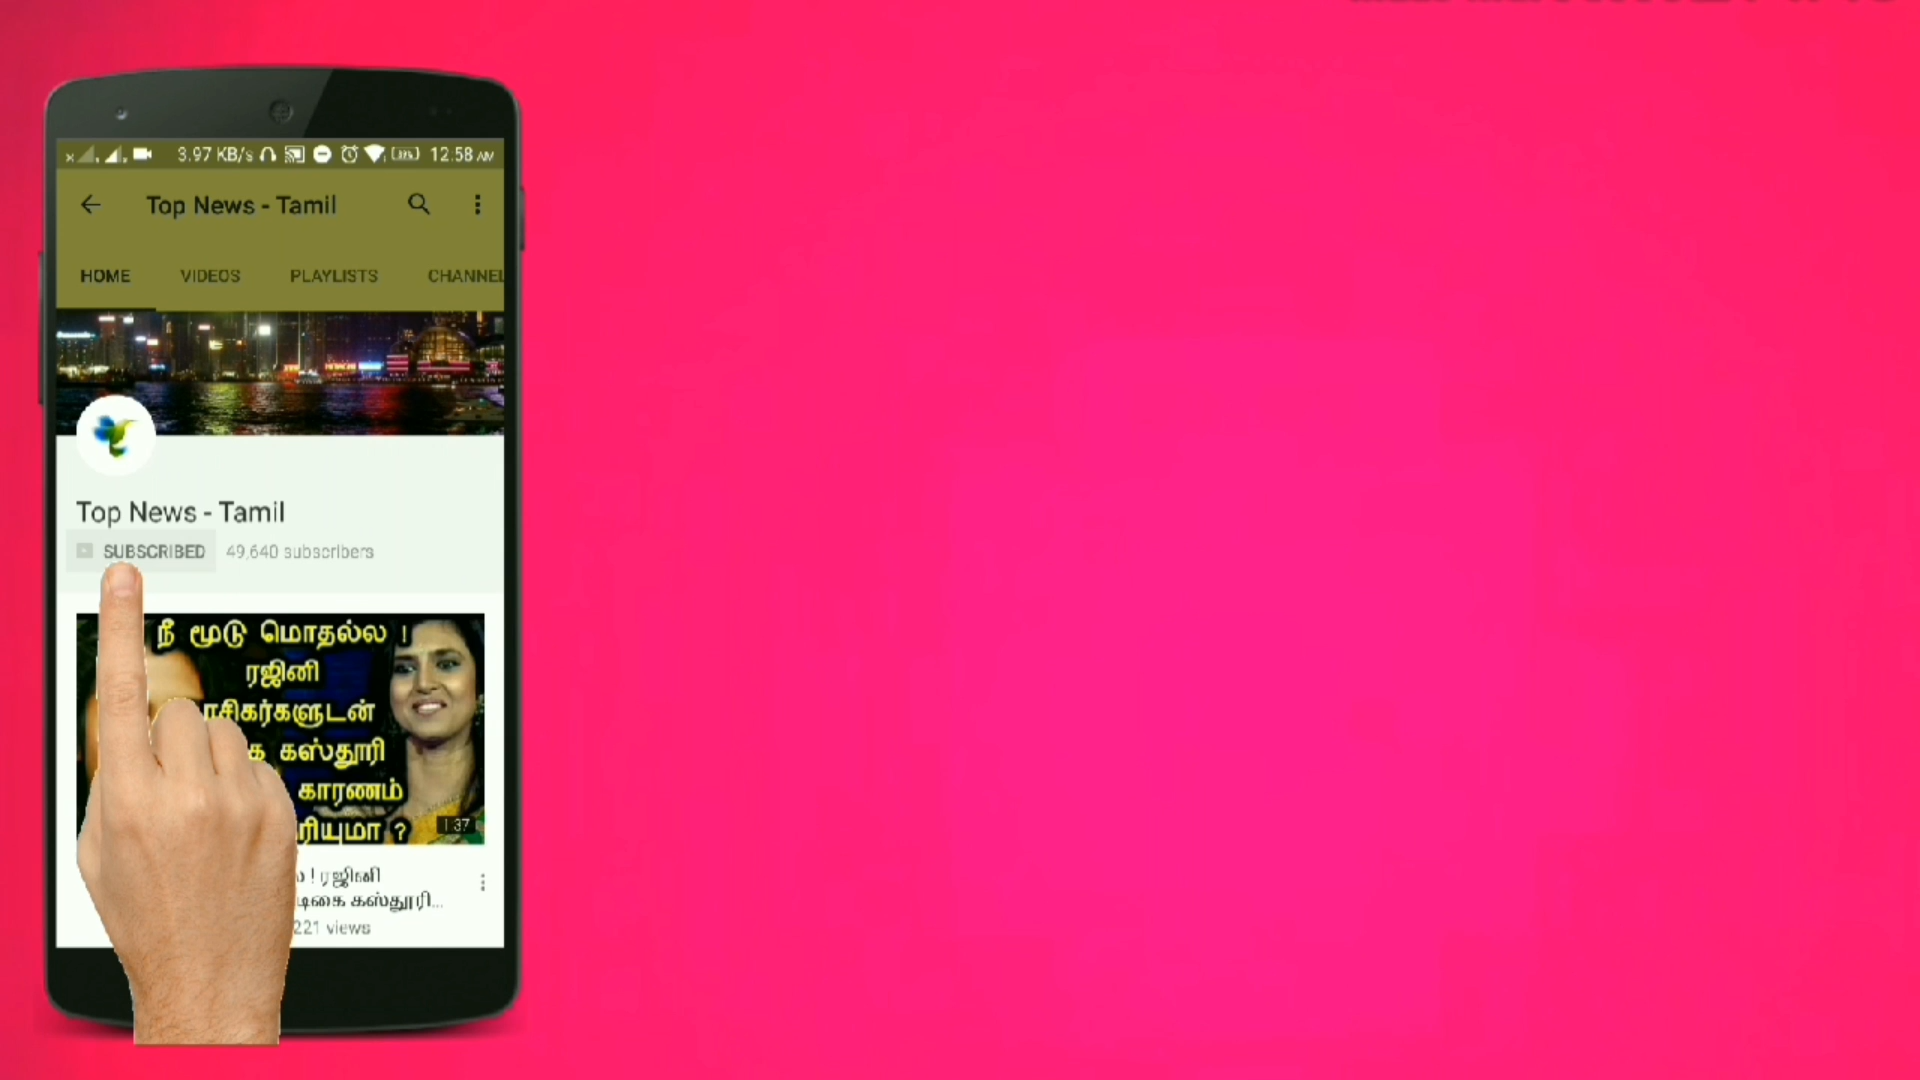 3.97 KB/s 12:58 AM
Top News - Tamil
HOME VIDEOS PLAYLISTS CHANNEL
Top News - Tamil
SUBSCRIBED 49,640 subscribers
நீ மூடு மொதல்ல !
ரஜினி
ரசிகர்களுடன்
கஸ்தூரி
காரணம்
ரியுமா ?
1:37
! ரஜினி
டிகை கஸ்தூரி...
221 views